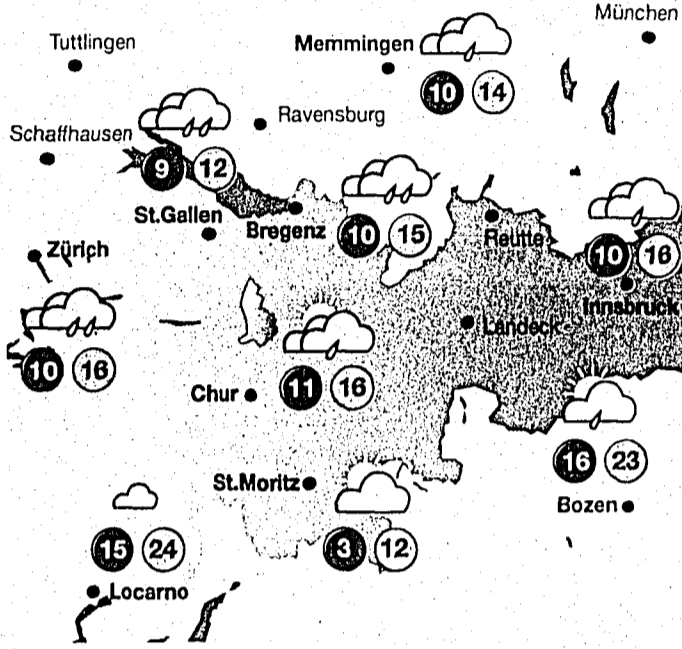 München
Tuttlingen
Memmingen
10 14
Ravensburg
Schaffhausen
9 12
St.Gallen
Bregenz
10 15
Reutte
Zürich
10 16
Innsbruck
Landeck
10 16
Chur
11 16
16 23
St.Moritz
Bozen
15 24
3 12
Locarno